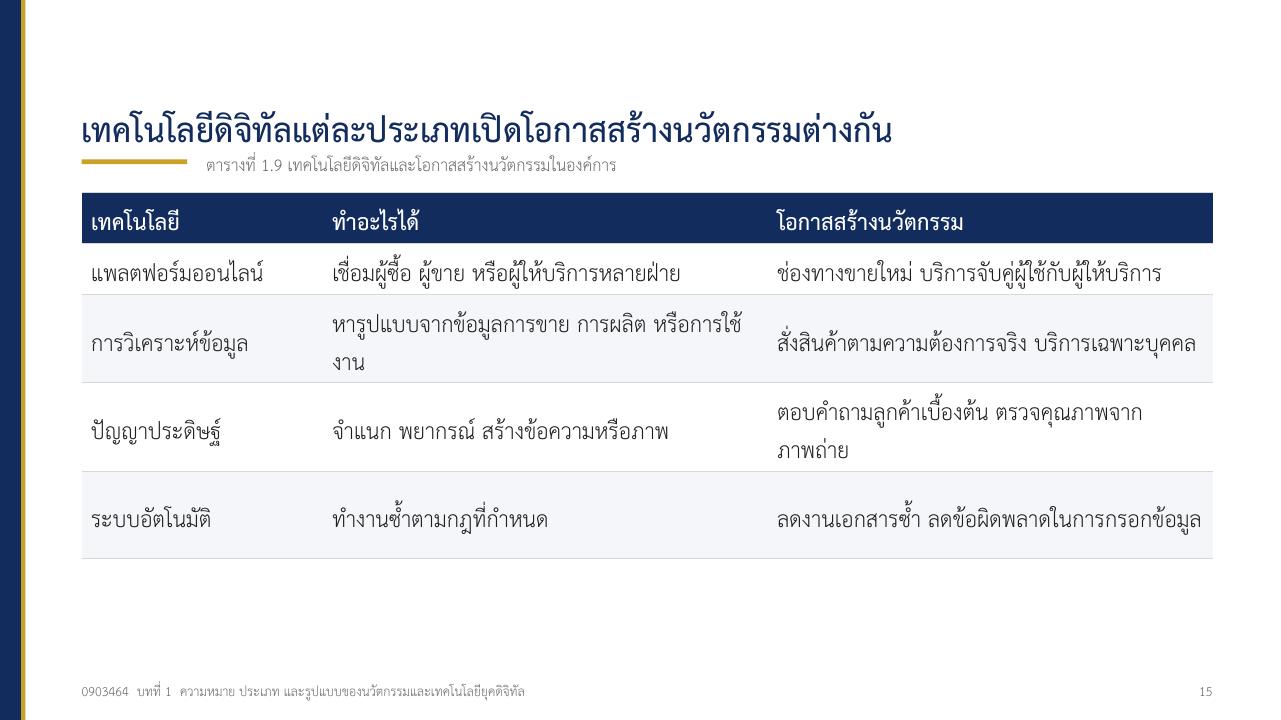 เทคโนโลยีดิจิทัลแต่ละประเภทเปิดโอกาสสร้างนวัตกรรมต่างกัน
ตารางที่ 1.9 เทคโนโลยีดิจิทัลและโอกาสสร้างนวัตกรรมในองค์การ
เทคโนโลยี ทำอะไรได้ โอกาสสร้างนวัตกรรม
แพลตฟอร์มออนไลน์ เชื่อมผู้ซื้อ ผู้ขาย หรือผู้ให้บริการหลายฝ่าย ช่องทางขายใหม่ บริการจับคู่ผู้ใช้กับผู้ให้บริการ
การวิเคราะห์ข้อมูล หารูปแบบจากข้อมูลการขาย การผลิต หรือการใช้
งาน สั่งสินค้าตามความต้องการจริง บริการเฉพาะบุคคล
ปัญญาประดิษฐ์ จำแนก พยากรณ์ สร้างข้อความหรือภาพ ตอบคำถามลูกค้าเบื้องต้น ตรวจคุณภาพจาก
ภาพถ่าย
ระบบอัตโนมัติ ทำงานซ้ำตามกฎที่กำหนด ลดงานเอกสารซ้ำ ลดข้อผิดพลาดในการกรอกข้อมูล
0903464 บทที่ 1 ความหมาย ประเภท และรูปแบบของนวัตกรรมและเทคโนโลยียุคดิจิทัล 15